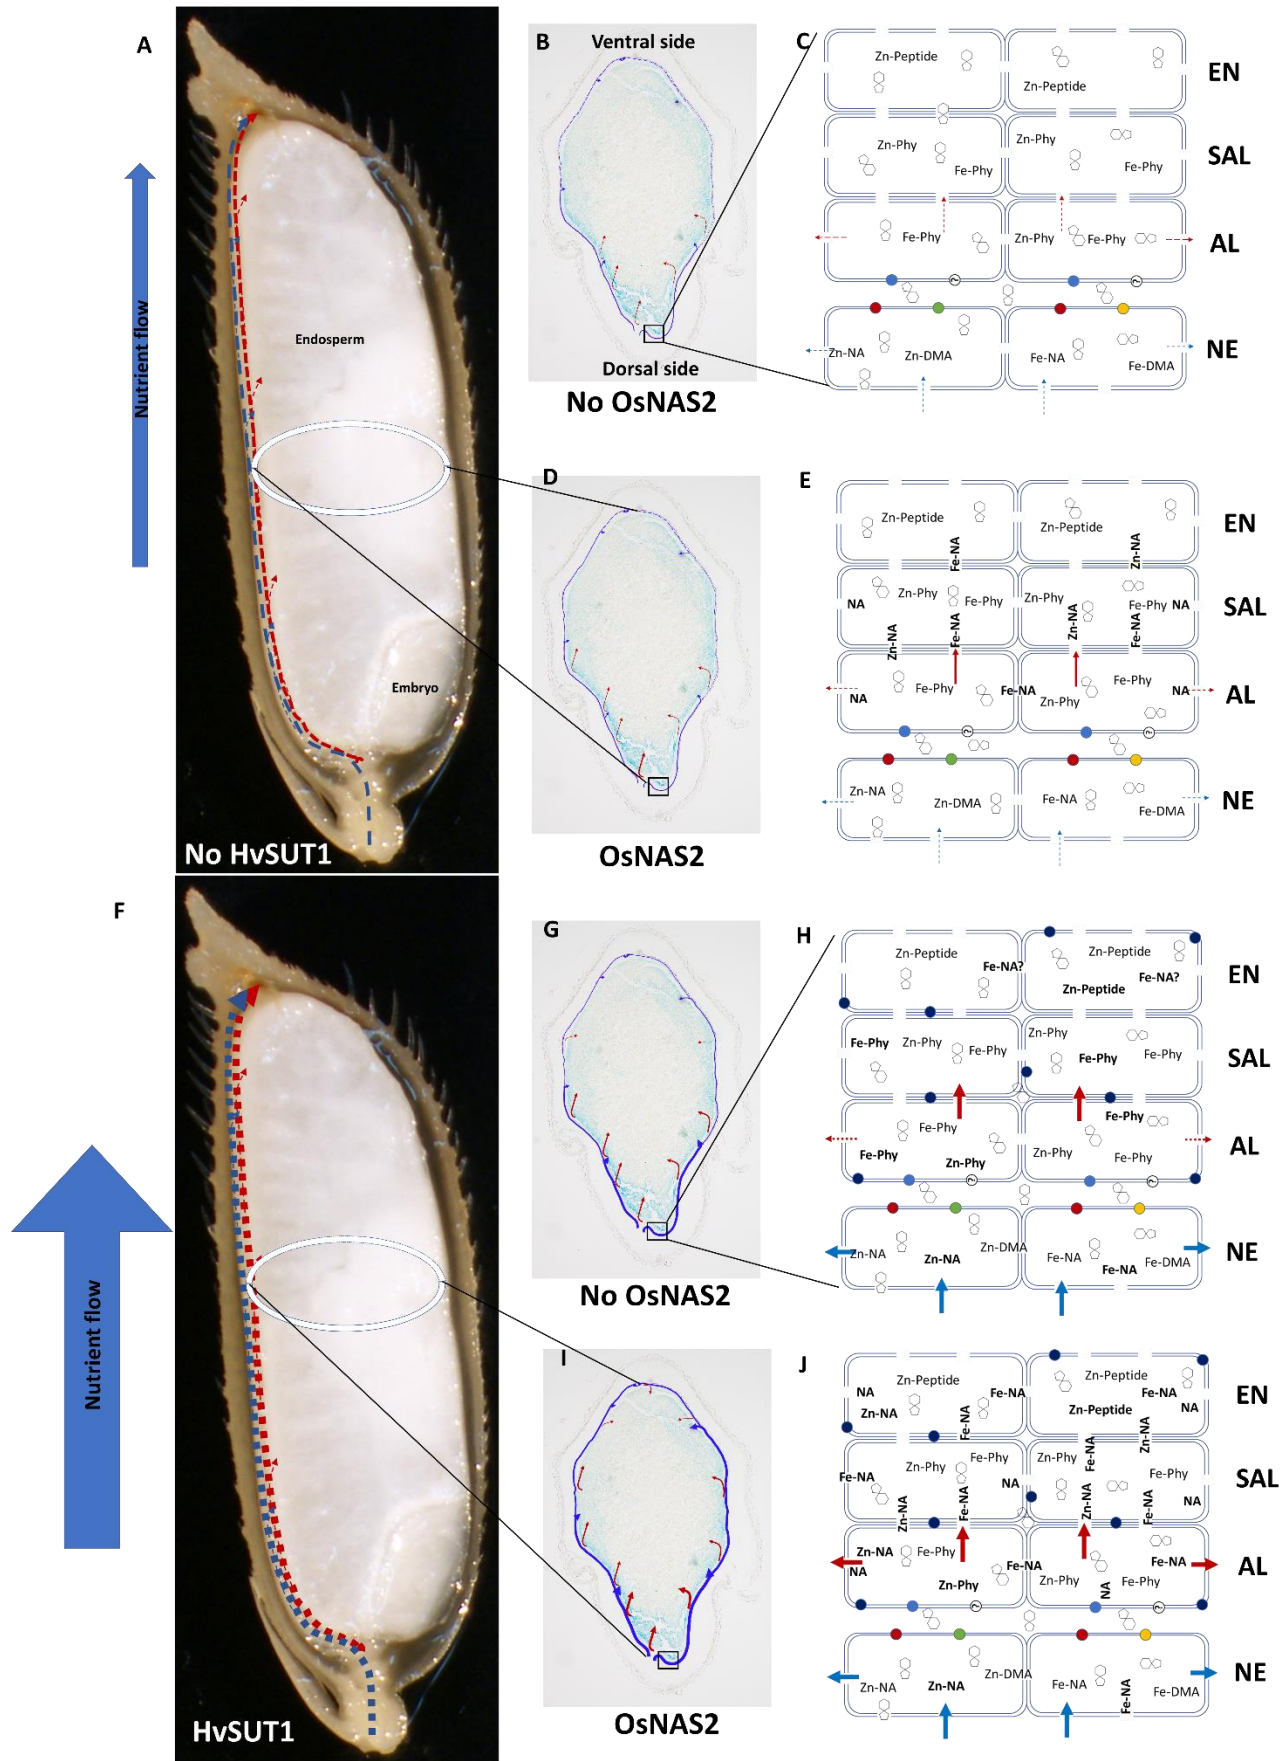 A
Nutrient flow
Endosperm
Embryo
No HvSUT1
B
Ventral side
Dorsal side
No OsNAS2
C
Zn-Peptide
Zn-Peptide
EN
Zn-Phy
Fe-Phy
Zn-Phy
Fe-Phy
SAL
Fe-Phy
Zn-Phy
Fe-Phy
AL
?
?
Zn-NA
Zn-DMA
Fe-NA
Fe-DMA
NE
D
OsNAS2
E
Zn-Peptide
Zn-Peptide
EN
Fe-NA
Zn-NA
NA
Zn-Phy
Fe-Phy
Zn-Phy
Fe-Phy
NA
SAL
Zn-NA
Fe-NA
Zn-NA
Fe-NA
NA
Fe-Phy
Fe-NA
Zn-Phy
Fe-Phy
NA
AL
?
?
Zn-NA
Zn-DMA
Fe-NA
Fe-DMA
NE
F
Nutrient flow
HvSUT1
G
No OsNAS2
H
Zn-Peptide
Fe-NA?
Zn-Peptide
Fe-NA?
Zn-Peptide
EN
Fe-Phy
Zn-Phy
Fe-Phy
Zn-Phy
Fe-Phy
Fe-Phy
SAL
Fe-Phy
Fe-Phy
Zn-Phy
Fe-Phy
Zn-Phy
Fe-Phy
AL
?
?
Zn-NA
Zn-NA
Zn-DMA
Fe-NA
Fe-NA
Fe-DMA
NE
I
OsNAS2
J
Zn-Peptide
NA
Zn-NA
Fe-NA
Fe-NA
Zn-Peptide
Fe-NA
Zn-Peptide
NA
EN
Fe-NA
Zn-NA
Fe-NA
Zn-Phy
Fe-Phy
NA
Zn-Phy
Fe-Phy
NA
SAL
Zn-NA
Fe-NA
Zn-NA
Fe-NA
Zn-NA
NA
Fe-Phy
Zn-Phy
Fe-NA
Zn-Phy
NA
Fe-Phy
Fe-NA
AL
?
?
Zn-NA
Zn-NA
Zn-DMA
Fe-NA
Fe-NA
Fe-DMA
NE